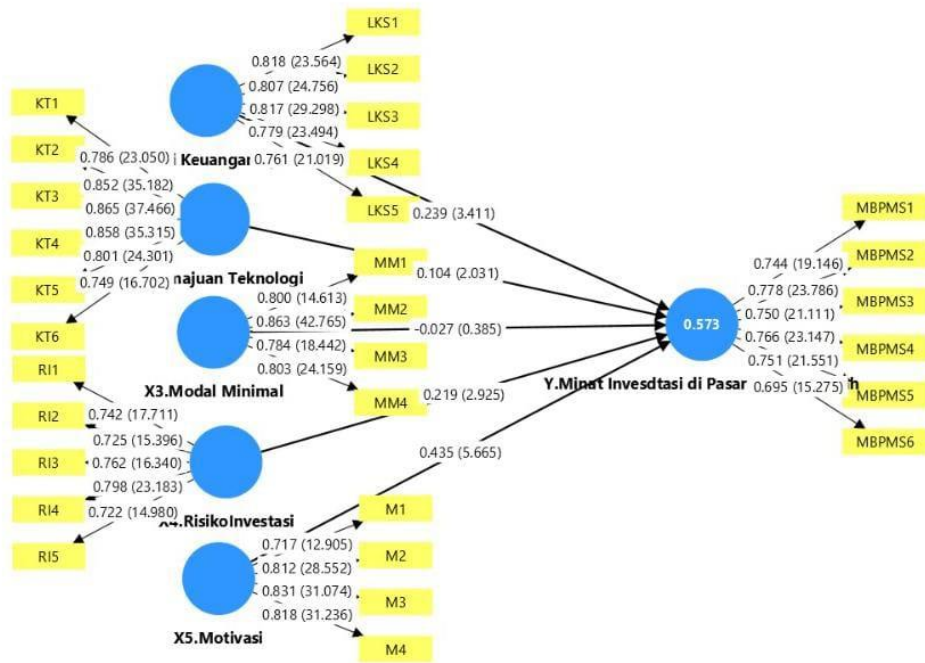 LKS1
LKS2
LKS3
LKS4
LKS5
0.818 (23.564)
0.807 (24.756)
0.817 (29.298)
0.779 (23.494)
0.761 (21.019)
Keuangan
KT1
KT2
KT3
KT4
KT5
KT6
0.786 (23.050)
0.852 (35.182)
0.865 (37.466)
0.858 (35.315)
0.801 (24.301)
0.749 (16.702)
Teknologi
MM1
MM2
MM3
MM4
0.800 (14.613)
0.863 (42.765)
0.784 (18.442)
0.803 (24.159)
X3.Modal Minimal
RI1
RI2
RI3
RI4
RI5
0.742 (17.711)
0.725 (15.396)
0.762 (16.340)
0.798 (23.183)
0.722 (14.980)
X4.RisikoInvestasi
M1
M2
M3
M4
0.717 (12.905)
0.812 (28.552)
0.831 (31.074)
0.818 (31.236)
X5.Motivasi
0.239 (3.411)
0.104 (2.031)
-0.027 (0.385)
0.219 (2.925)
0.435 (5.665)
0.573
Y.Minat Invesdtasi di Pasar
MBPMS1
MBPMS2
MBPMS3
MBPMS4
MBPMS5
MBPMS6
0.744 (19.146)
0.778 (23.786)
0.750 (21.111)
0.766 (23.147)
0.751 (21.551)
0.695 (15.275)